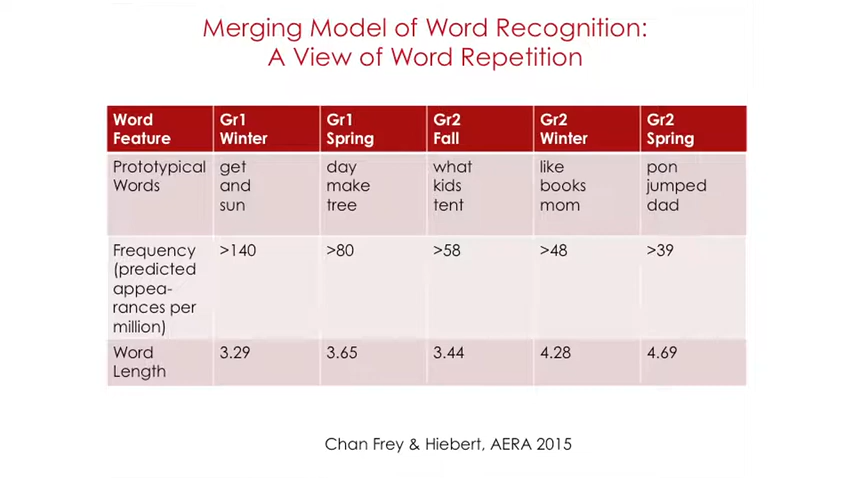 Merging Model of Word Recognition:
A View of Word Repetition
Word Feature | Gr1 Winter | Gr1 Spring | Gr2 Fall | Gr2 Winter | Gr2 Spring
Prototypical Words | get and sun | day make tree | what kids tent | like books mom | pon jumped dad
Frequency (predicted appea-rances per million) | >140 | >80 | >58 | >48 | >39
Word Length | 3.29 | 3.65 | 3.44 | 4.28 | 4.69
Chan Frey & Hiebert, AERA 2015